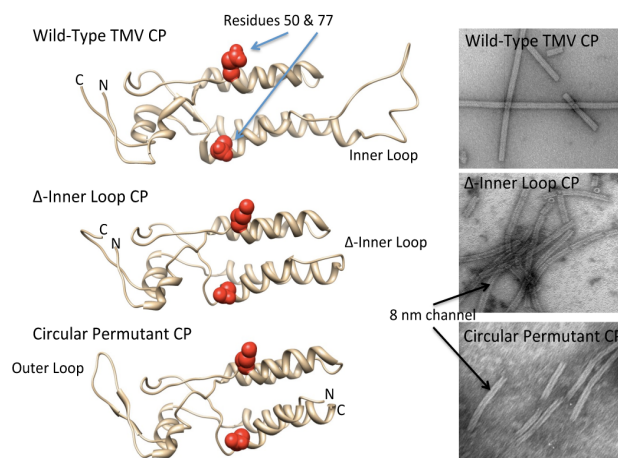 Residues 50 & 77
Wild-Type TMV CP
C
N
Inner Loop
Δ-Inner Loop CP
C
N
Δ-Inner Loop
Circular Permutant CP
Outer Loop
N
C
Wild-Type TMV CP
Δ-Inner Loop CP
8 nm channel
Circular Permutant CP